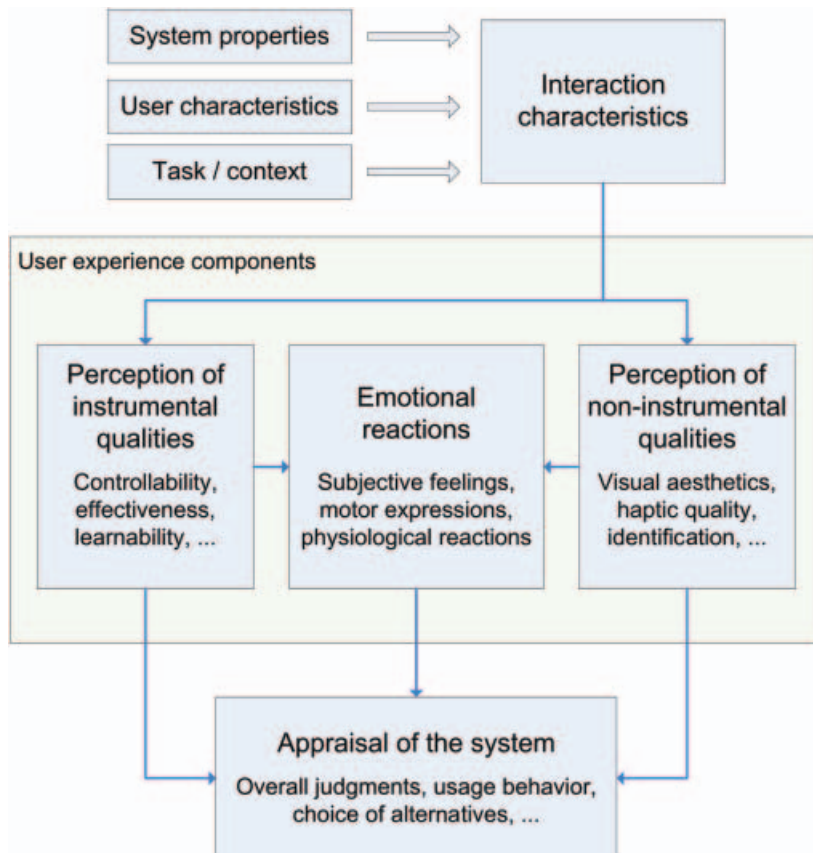 System properties
User characteristics
Task / context
Interaction
characteristics
User experience components
Perception of
instrumental
qualities
Controllability,
effectiveness,
learnability, ...
Emotional
reactions
Subjective feelings,
motor expressions,
physiological reactions
Perception of
non-instrumental
qualities
Visual aesthetics,
haptic quality,
identification, ...
Appraisal of the system
Overall judgments, usage behavior,
choice of alternatives, ...